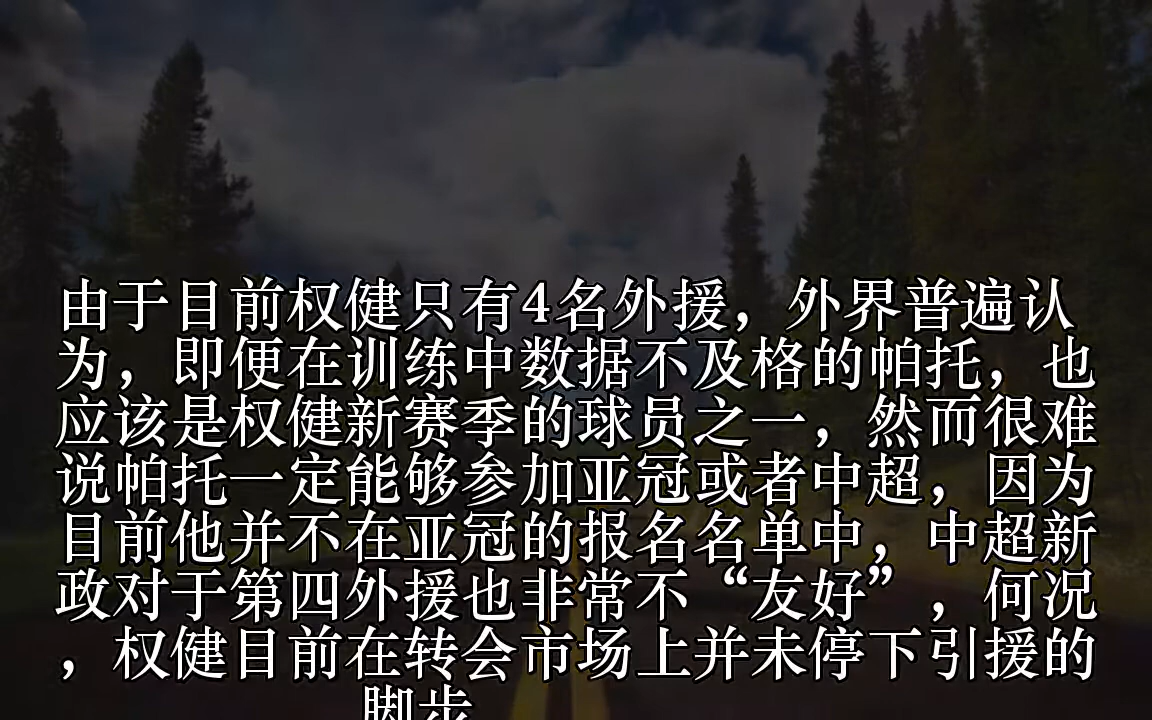 由于目前权健只有4名外援，外界普遍认
为，即便在训练中数据不及格的帕托，也
应该是权健新赛季的球员之一，然而很难
说帕托一定能够参加亚冠或者中超，因为
目前他并不在亚冠的报名名单中，中超新
政对于第四外援也非常不“友好”，何况
，权健目前在转会市场上并未停下引援的
脚步